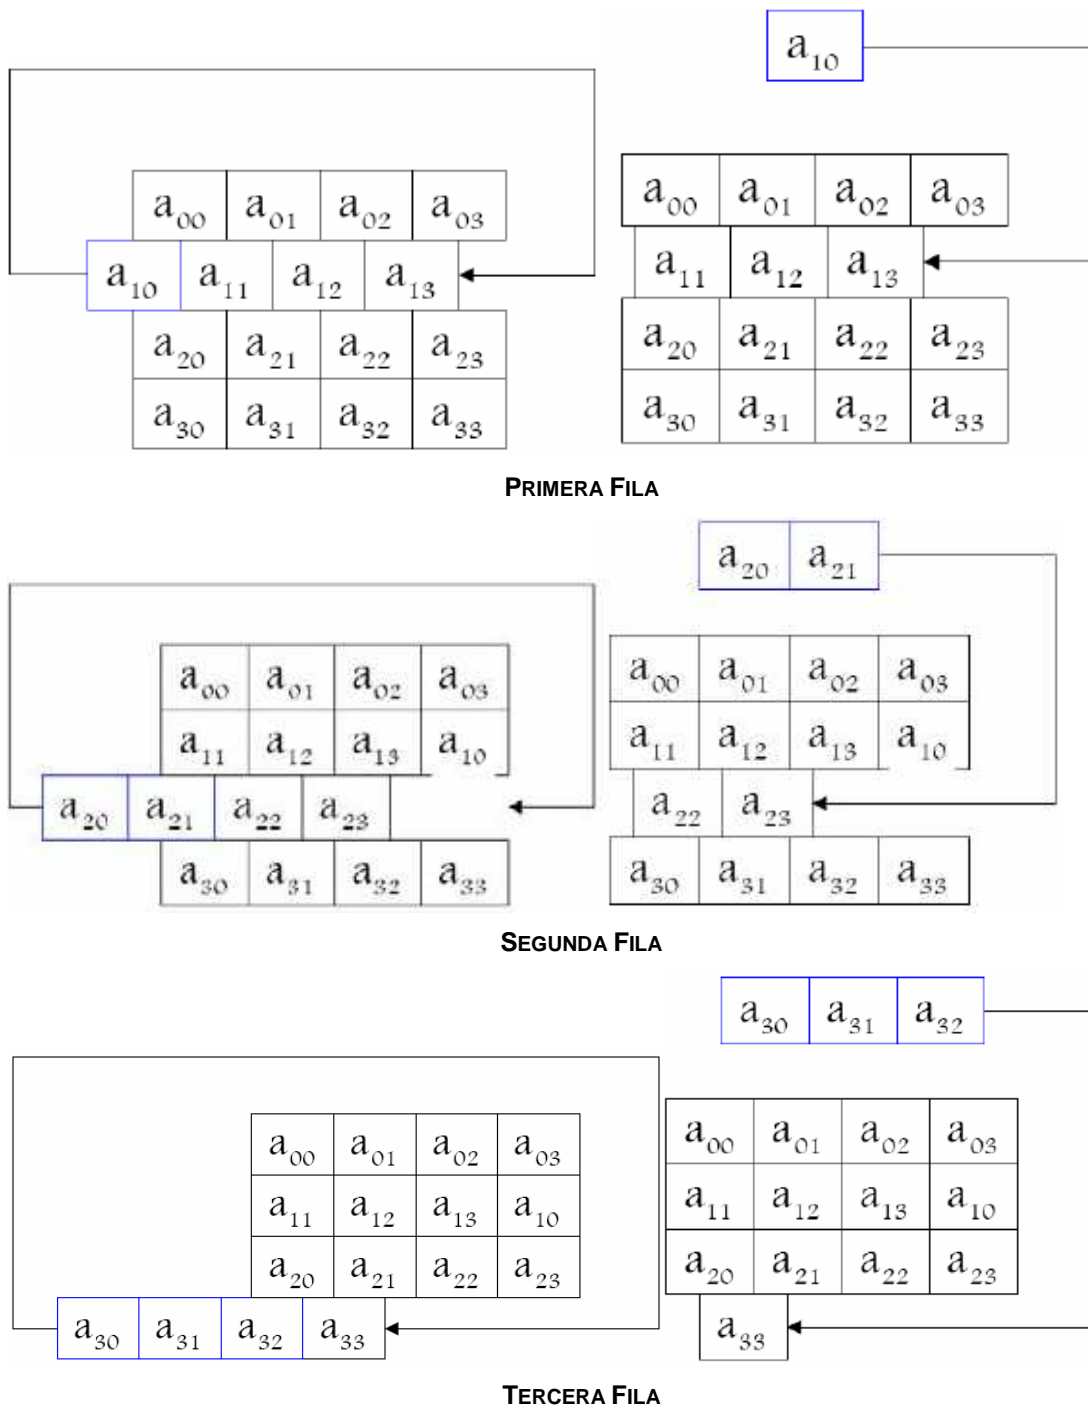 a10
a00 a01 a02 a03
a10 a11 a12 a13
a20 a21 a22 a23
a30 a31 a32 a33
a00 a01 a02 a03
a11 a12 a13
a20 a21 a22 a23
a30 a31 a32 a33
PRIMERA FILA
a20 a21
a00 a01 a02 a03
a11 a12 a13 a10
a20 a21 a22 a23
a30 a31 a32 a33
a00 a01 a02 a03
a11 a12 a13 a10
a22 a23
a30 a31 a32 a33
SEGUNDA FILA
a30 a31 a32
a00 a01 a02 a03
a11 a12 a13 a10
a20 a21 a22 a23
a30 a31 a32 a33
a00 a01 a02 a03
a11 a12 a13 a10
a20 a21 a22 a23
a33
TERCERA FILA